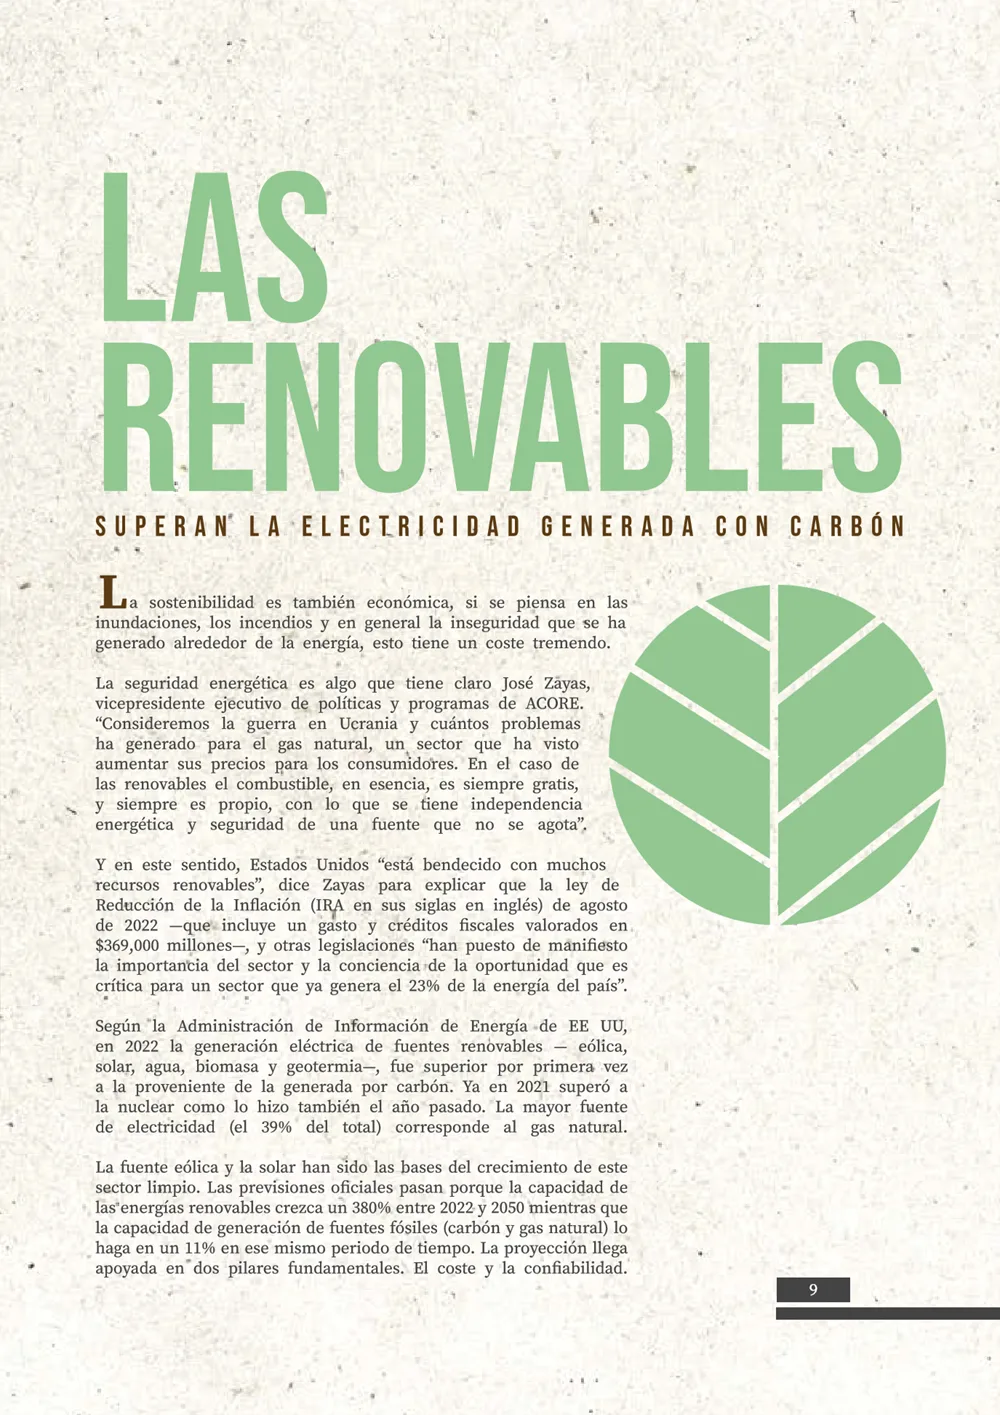 LAS
RENOVABLES
SUPERAN LA ELECTRICIDAD GENERADA CON CARBÓN
La sostenibilidad es también económica, si se piensa en las
inundaciones, los incendios y en general la inseguridad que se ha
generado alrededor de la energía, esto tiene un coste tremendo.
La seguridad energética es algo que tiene claro José Zayas,
vicepresidente ejecutivo de políticas y programas de ACORE.
“Consideremos la guerra en Ucrania y cuántos problemas
ha generado para el gas natural, un sector que ha visto
aumentar sus precios para los consumidores. En el caso de
las renovables el combustible, en esencia, es siempre gratis,
y siempre es propio, con lo que se tiene independencia
energética y seguridad de una fuente que no se agota”.
Y en este sentido, Estados Unidos “está bendecido con muchos
recursos renovables”, dice Zayas para explicar que la ley de
Reducción de la Inflación (IRA en sus siglas en inglés) de agosto
de 2022 —que incluye un gasto y créditos fiscales valorados en
$369,000 millones—, y otras legislaciones “han puesto de manifiesto
la importancia del sector y la conciencia de la oportunidad que es
crítica para un sector que ya genera el 23% de la energía del país”.
Según la Administración de Información de Energía de EE UU,
en 2022 la generación eléctrica de fuentes renovables — eólica,
solar, agua, biomasa y geotermia—, fue superior por primera vez
a la proveniente de la generada por carbón. Ya en 2021 superó a
la nuclear como lo hizo también el año pasado. La mayor fuente
de electricidad (el 39% del total) corresponde al gas natural.
La fuente eólica y la solar han sido las bases del crecimiento de este
sector limpio. Las previsiones oficiales pasan porque la capacidad de
las energías renovables crezca un 380% entre 2022 y 2050 mientras que
la capacidad de generación de fuentes fósiles (carbón y gas natural) lo
haga en un 11% en ese mismo periodo de tiempo. La proyección llega
apoyada en dos pilares fundamentales. El coste y la confiabilidad.
9